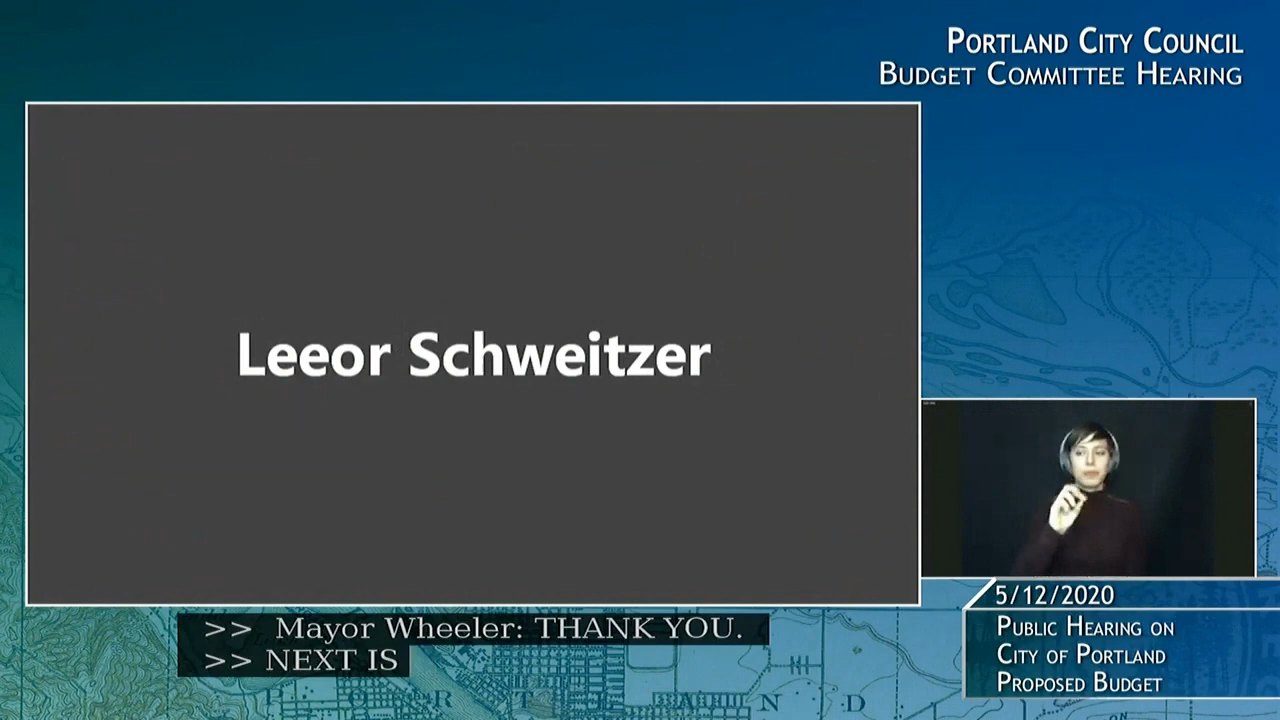 PORTLAND CITY COUNCIL
BUDGET COMMITTEE HEARING
Leeor Schweitzer
5/12/2020
PUBLIC HEARING ON
CITY OF PORTLAND
PROPOSED BUDGET
>> Mayor Wheeler: THANK YOU.
>> NEXT IS
P O R T L A N D